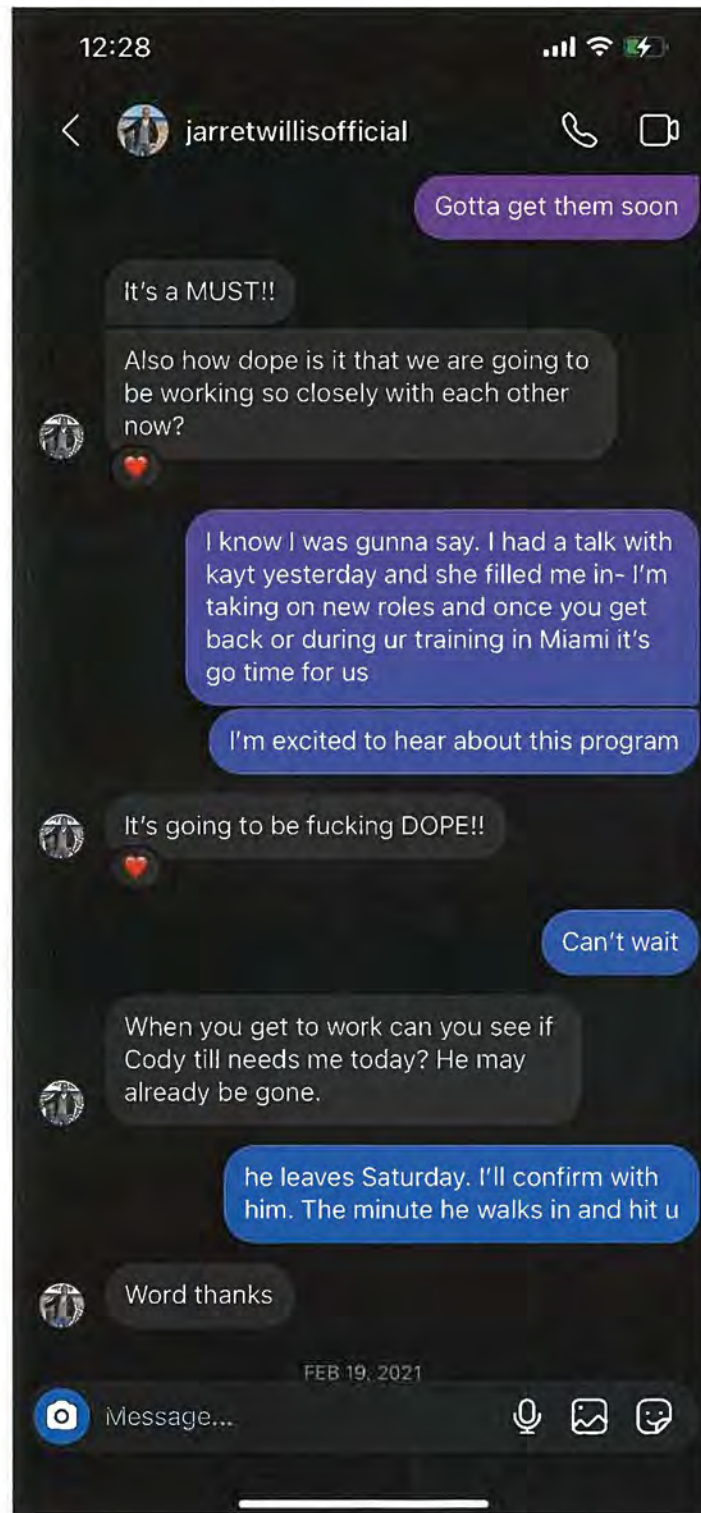 12:28
jarretwillisofficial
Gotta get them soon
It's a MUST!!
Also how dope is it that we are going to
be working so closely with each other
now?
I know I was gunna say. I had a talk with
kayt yesterday and she filled me in- I'm
taking on new roles and once you get
back or during ur training in Miami it's
go time for us
I'm excited to hear about this program
It's going to be fucking DOPE!!
Can't wait
When you get to work can you see if
Cody till needs me today? He may
already be gone.
he leaves Saturday. I'll confirm with
him. The minute he walks in and hit u
Word thanks
FEB 19, 2021
Message...